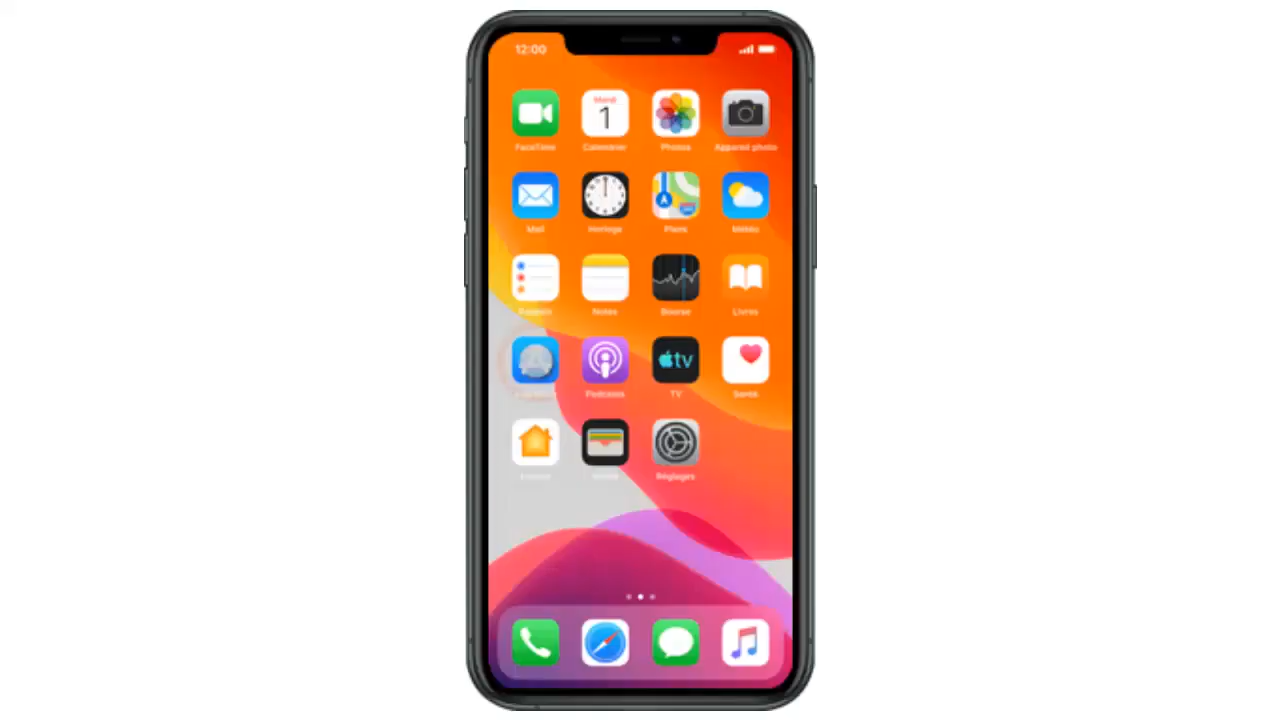 12:00
Mardi
1
FaceTime Calendrier Photos Appareil photo
Mail Horloge Plans Météo
Rappels Notes Bourse Livres
tv
Podcasts TV Santé
Réglages